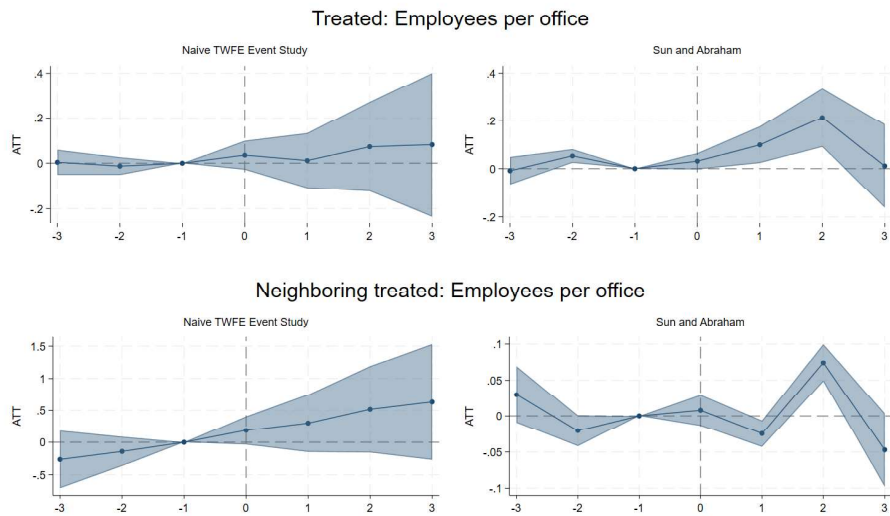 Treated: Employees per office
Naive TWFE Event Study
Sun and Abraham
ATT
.4
.2
0
-.2
-3 -2 -1 0 1 2 3
ATT
.4
.2
0
-.2
-3 -2 -1 0 1 2 3
Neighboring treated: Employees per office
Naive TWFE Event Study
Sun and Abraham
ATT
1.5
1
.5
0
-.5
-3 -2 -1 0 1 2 3
ATT
.1
.05
0
-.05
-.1
-3 -2 -1 0 1 2 3